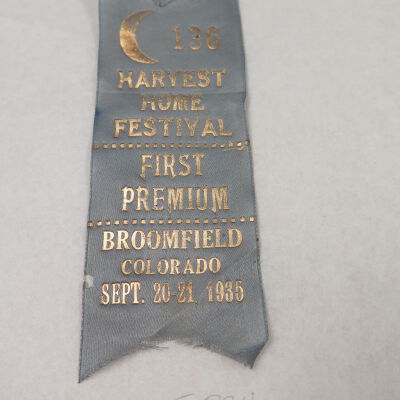 136
HARVEST
HOME
FESTIVAL
FIRST
PREMIUM
BROOMFIELD
COLORADO
SEPT. 20-21, 1935